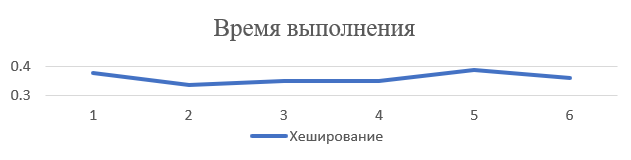 Время выполнения
0.4
0.3
1 2 3 4 5 6
Хеширование